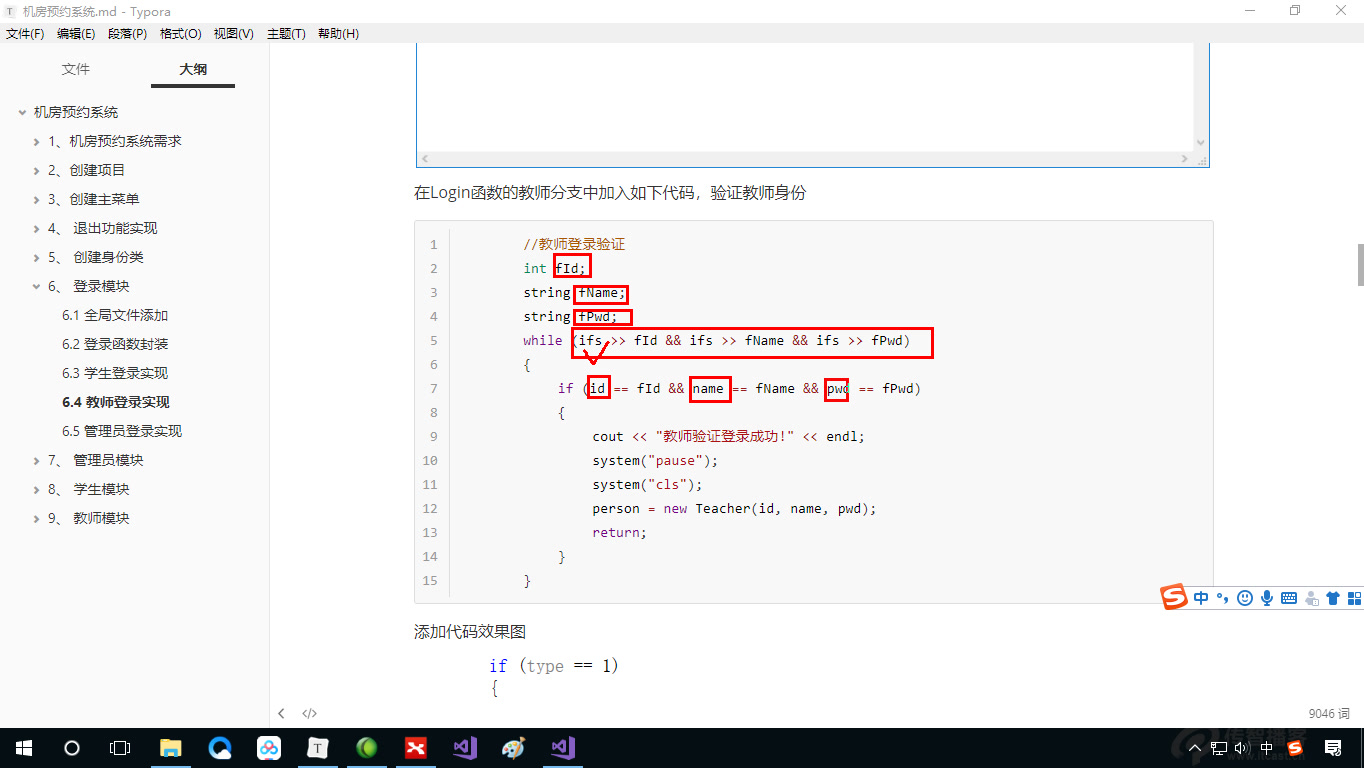 机房预约系统.md - Typora
文件(F) 编辑(E) 段落(P) 格式(O) 视图(V) 主题(T) 帮助(H)
文件 大纲
机房预约系统
1、机房预约系统需求
2、创建项目
3、创建主菜单
4、 退出功能实现
5、 创建身份类
6、 登录模块
6.1 全局文件添加
6.2 登录函数封装
6.3 学生登录实现
6.4 教师登录实现
6.5 管理员登录实现
7、 管理员模块
8、 学生模块
9、 教师模块
在Login函数的教师分支中加入如下代码，验证教师身份
1 //教师登录验证
2 int fId;
3 string fName;
4 string fPwd;
5 while (ifs >> fId && ifs >> fName && ifs >> fPwd)
6 {
7 if (id == fId && name == fName && pwd == fPwd)
8 {
9 cout << "教师验证登录成功!" << endl;
10 system("pause");
11 system("cls");
12 person = new Teacher(id, name, pwd);
13 return;
14 }
15 }
添加代码效果图
if (type == 1)
{
9046 词
中
中
传智播客
www.itcast.cn